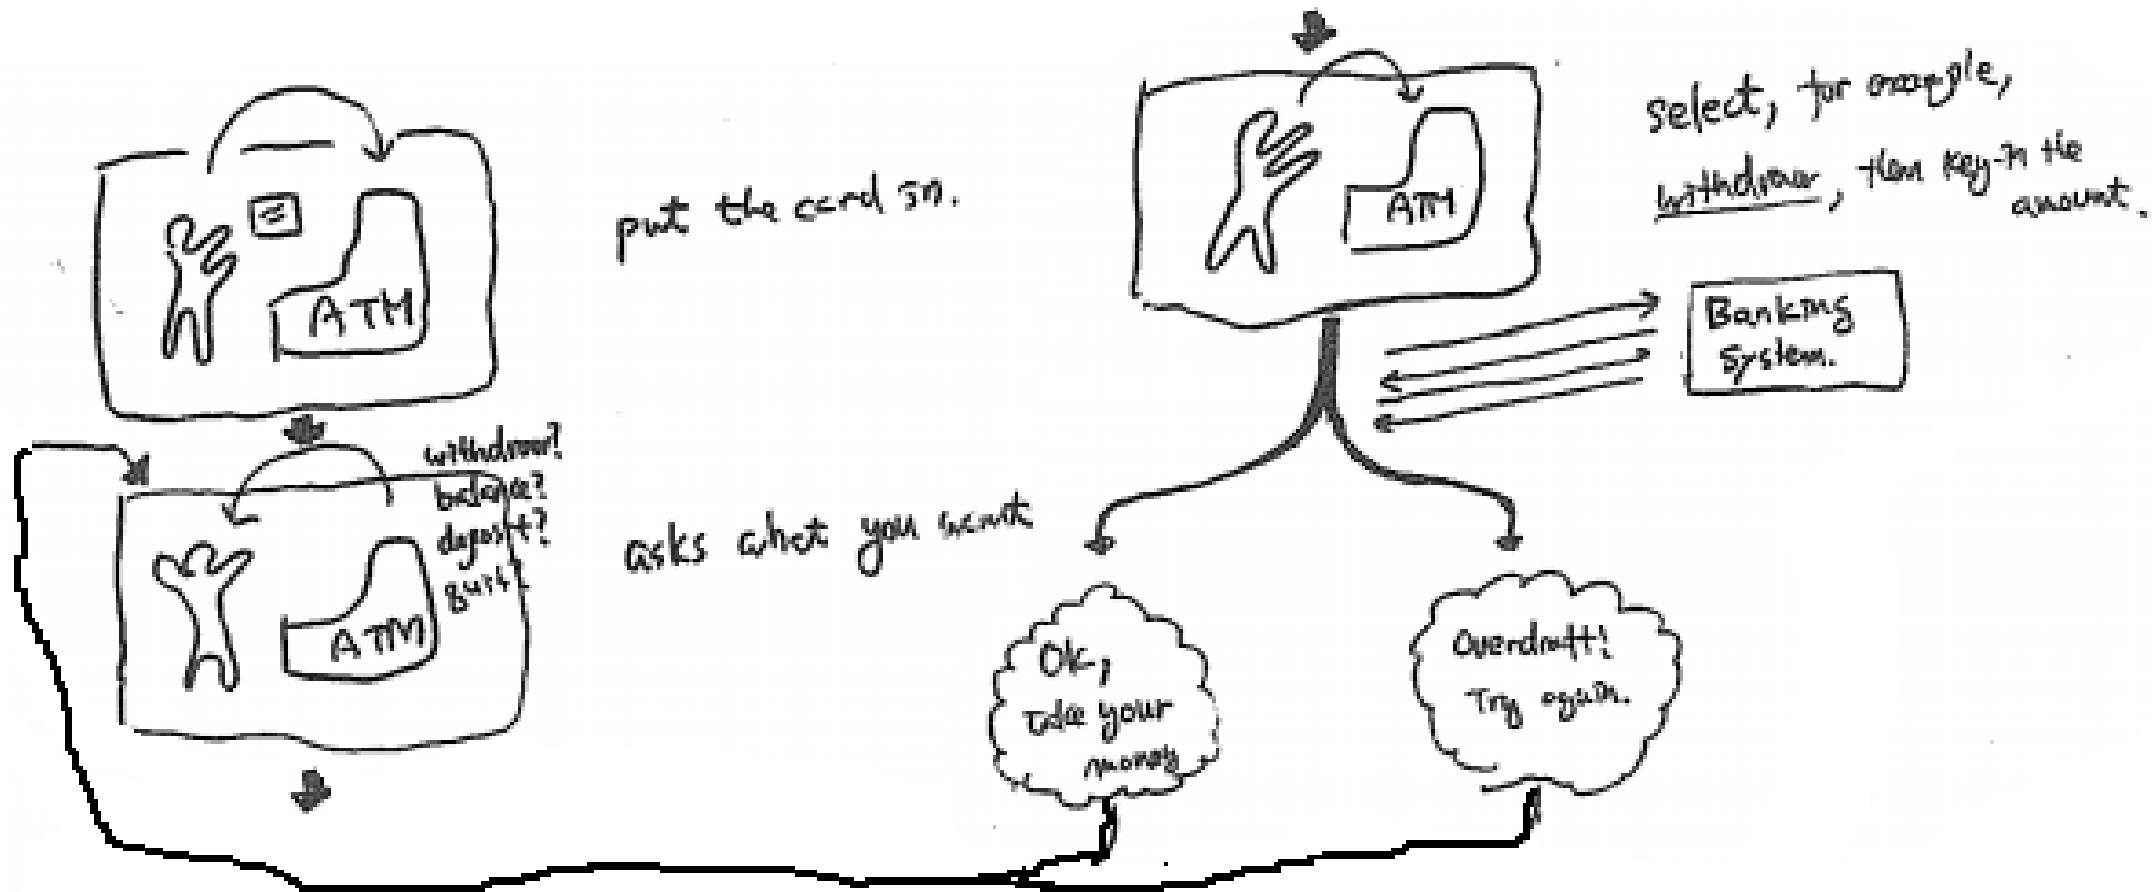 put the card in.
ATM
withdraw?
balance?
deposit?
quit?
asks what you want
ATM
select, for example,
withdraw, then key-in the
amount.
ATM
Banking
System.
Ok,
take your
money
Overdraft!
Try again.